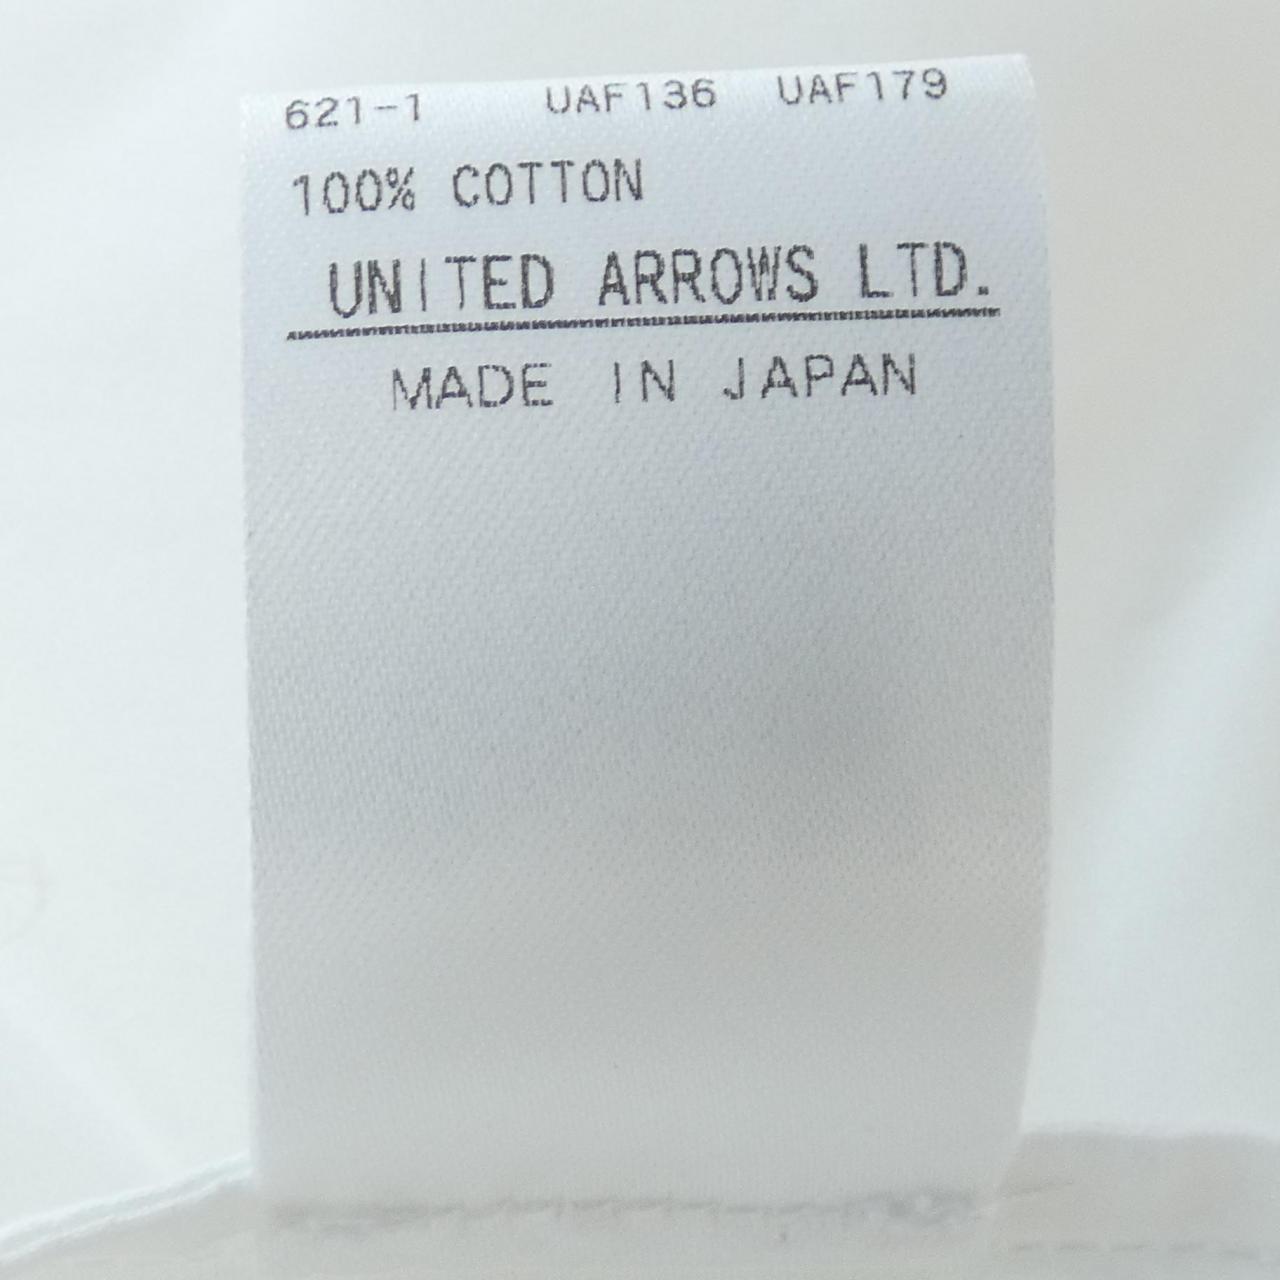 621-1 UAF136 UAF179
100% COTTON
UNITED ARROWS LTD.
MADE IN JAPAN